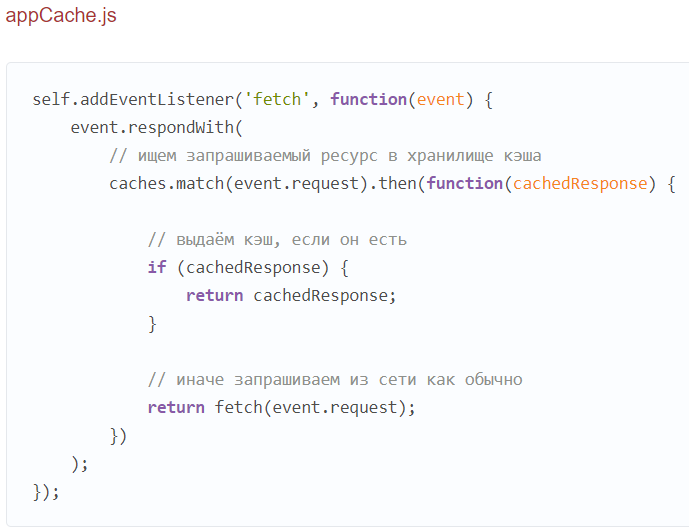 appCache.js
self.addEventListener('fetch', function(event) {
    event.respondWith(
        // ищем запрашиваемый ресурс в хранилище кэша
        caches.match(event.request).then(function(cachedResponse) {
            // выдаём кэш, если он есть
            if (cachedResponse) {
                return cachedResponse;
            }
            // иначе запрашиваем из сети как обычно
            return fetch(event.request);
        })
    );
});